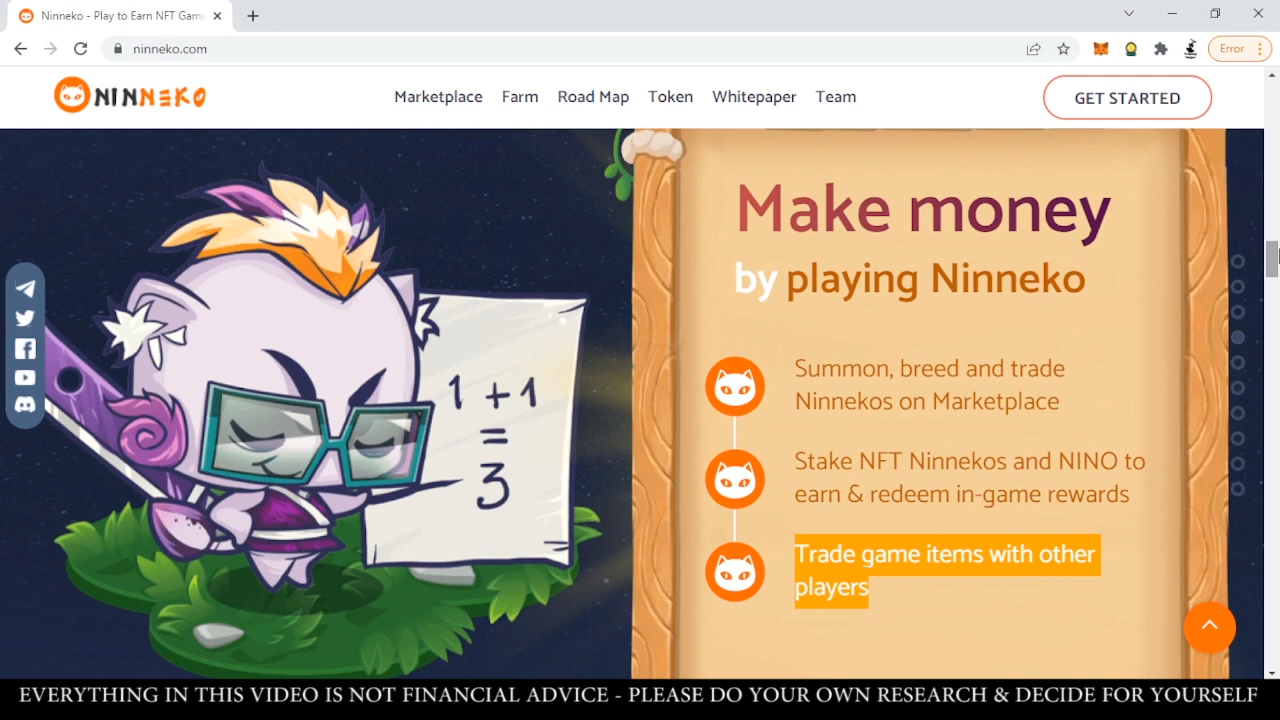 Ninneko - Play to Earn NFT Game
ninneko.com
Error
NINNEKO
Marketplace
Farm
Road Map
Token
Whitepaper
Team
GET STARTED
1 + 1
=
3
Make money
by playing Ninneko
Summon, breed and trade
Ninnekos on Marketplace
Stake NFT Ninnekos and NINO to
earn & redeem in-game rewards
Trade game items with other
players
EVERYTHING IN THIS VIDEO IS NOT FINANCIAL ADVICE - PLEASE DO YOUR OWN RESEARCH & DECIDE FOR YOURSELF